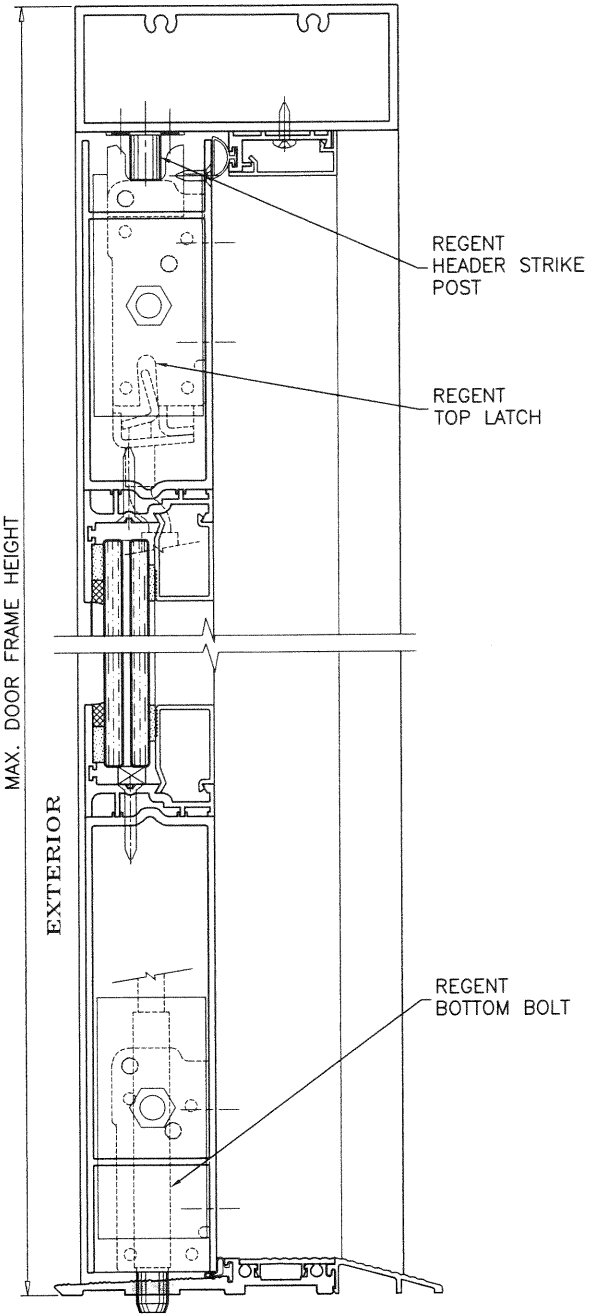 REGENT
HEADER STRIKE
POST
REGENT
TOP LATCH
MAX. DOOR FRAME HEIGHT
EXTERIOR
REGENT
BOTTOM BOLT